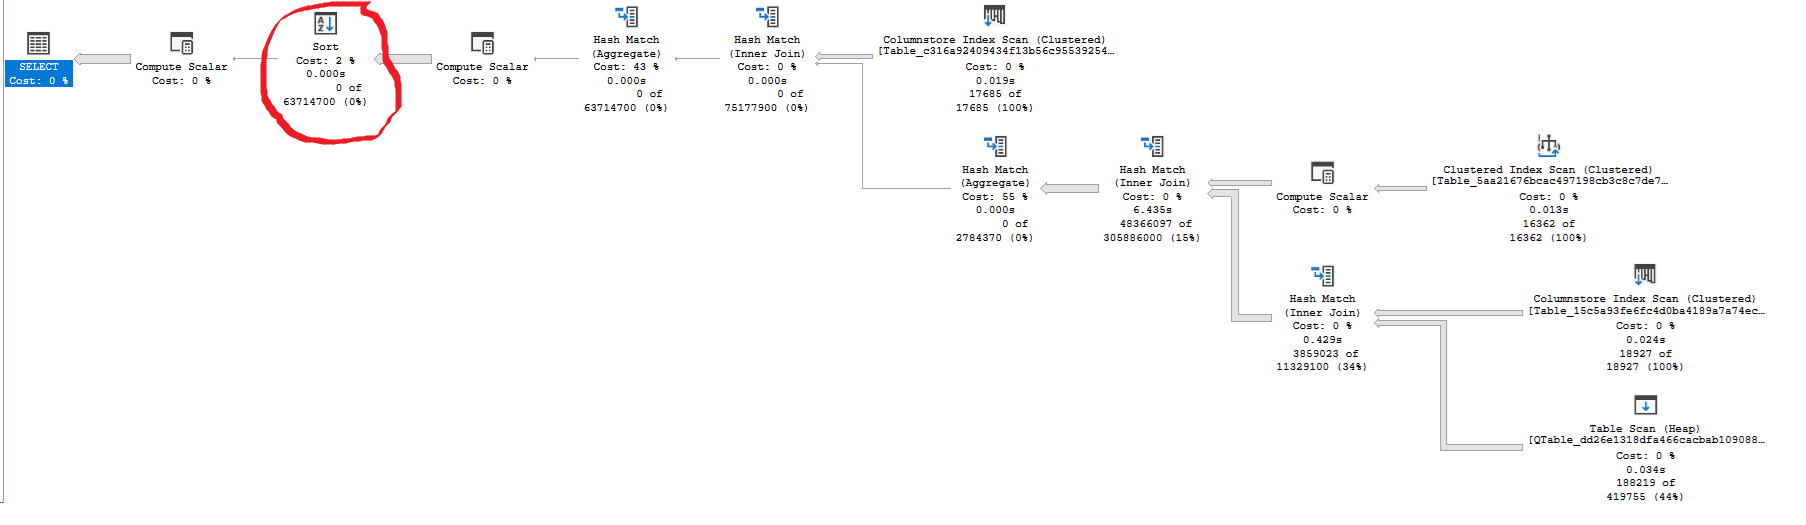 SELECT
Cost: 0 %
Compute Scalar
Cost: 0 %
Sort
Cost: 2 %
0.000s
0 of
63714700 (0%)
Compute Scalar
Cost: 0 %
Hash Match
(Aggregate)
Cost: 43 %
0.000s
0 of
63714700 (0%)
Hash Match
(Inner Join)
Cost: 0 %
0.000s
0 of
75177900 (0%)
Columnstore Index Scan (Clustered)
[Table_c316a92409434f13b56c95539254…
Cost: 0 %
0.019s
17685 of
17685 (100%)
Hash Match
(Aggregate)
Cost: 55 %
0.000s
0 of
2784370 (0%)
Hash Match
(Inner Join)
Cost: 0 %
6.435s
48366097 of
305886000 (15%)
Compute Scalar
Cost: 0 %
Clustered Index Scan (Clustered)
[Table_5aa21676bcac497198cb3c8c7de7…
Cost: 0 %
0.013s
16362 of
16362 (100%)
Hash Match
(Inner Join)
Cost: 0 %
0.429s
3859023 of
11329100 (34%)
Columnstore Index Scan (Clustered)
[Table_15c5a93fe6fc4d0ba4189a7a74ec…
Cost: 0 %
0.024s
18927 of
18927 (100%)
Table Scan (Heap)
[QTable_dd26e1318dfa466cacbab109088…
Cost: 0 %
0.034s
188219 of
419755 (44%)